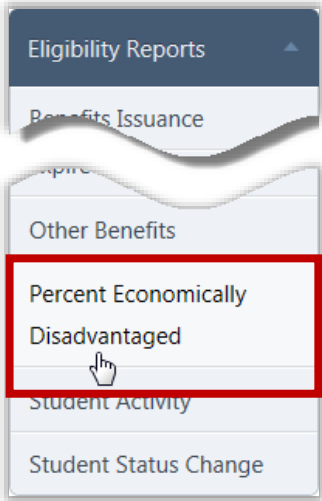 Eligibility Reports
Benefits Issuance
Other Benefits
Percent Economically
Disadvantaged
Student Activity
Student Status Change